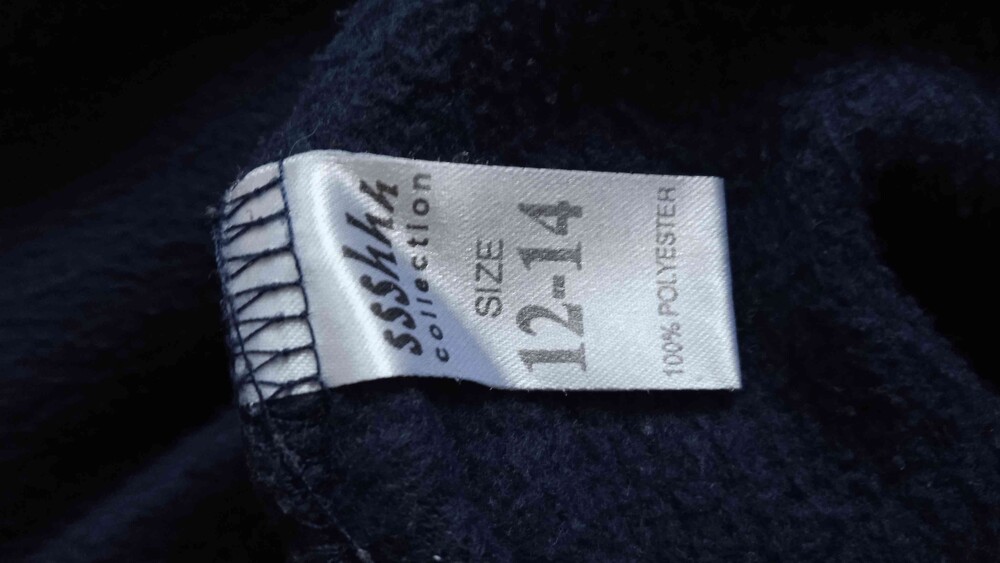 ssshhh
collection
SIZE
12-14
100% POLYESTER